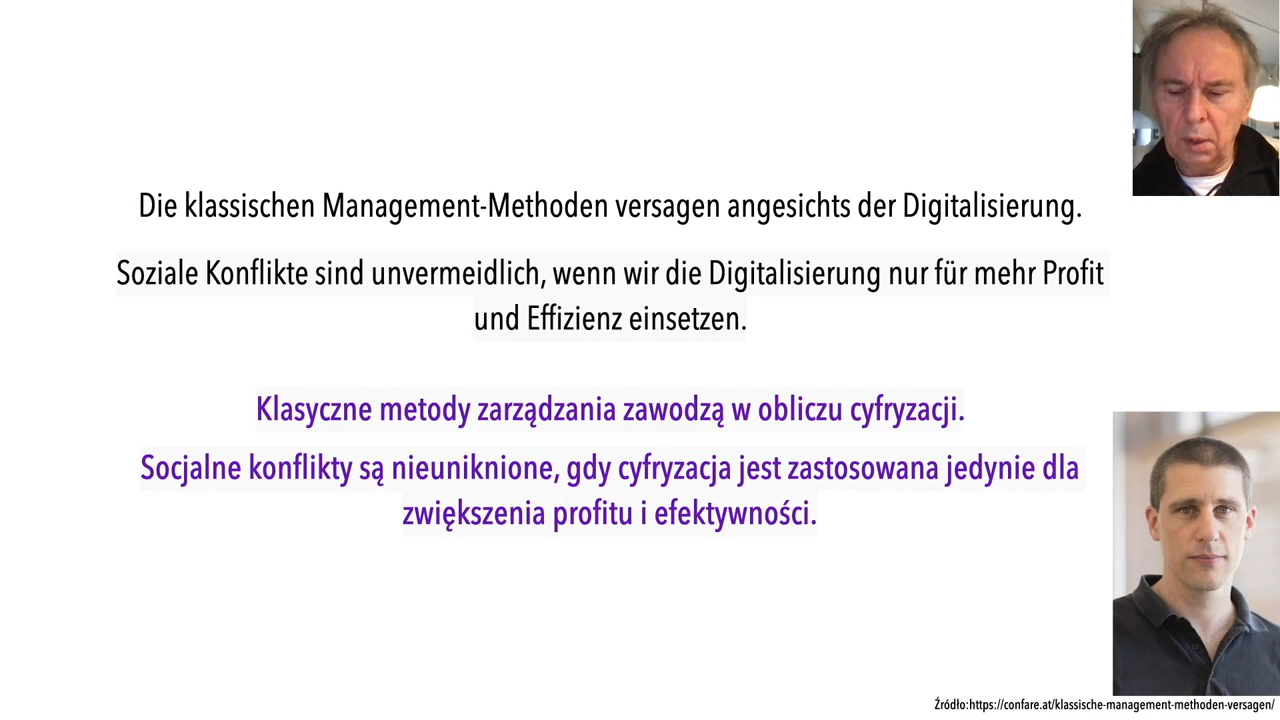 Die klassischen Management-Methoden versagen angesichts der Digitalisierung.
Soziale Konflikte sind unvermeidlich, wenn wir die Digitalisierung nur für mehr Profit
und Effizienz einsetzen.
Klasyczne metody zarządzania zawodzą w obliczu cyfryzacji.
Socjalne konflikty są nieuniknione, gdy cyfryzacja jest zastosowana jedynie dla
zwiększenia profitu i efektywności.
Źródło:https://confare.at/klassische-management-methoden-versagen/